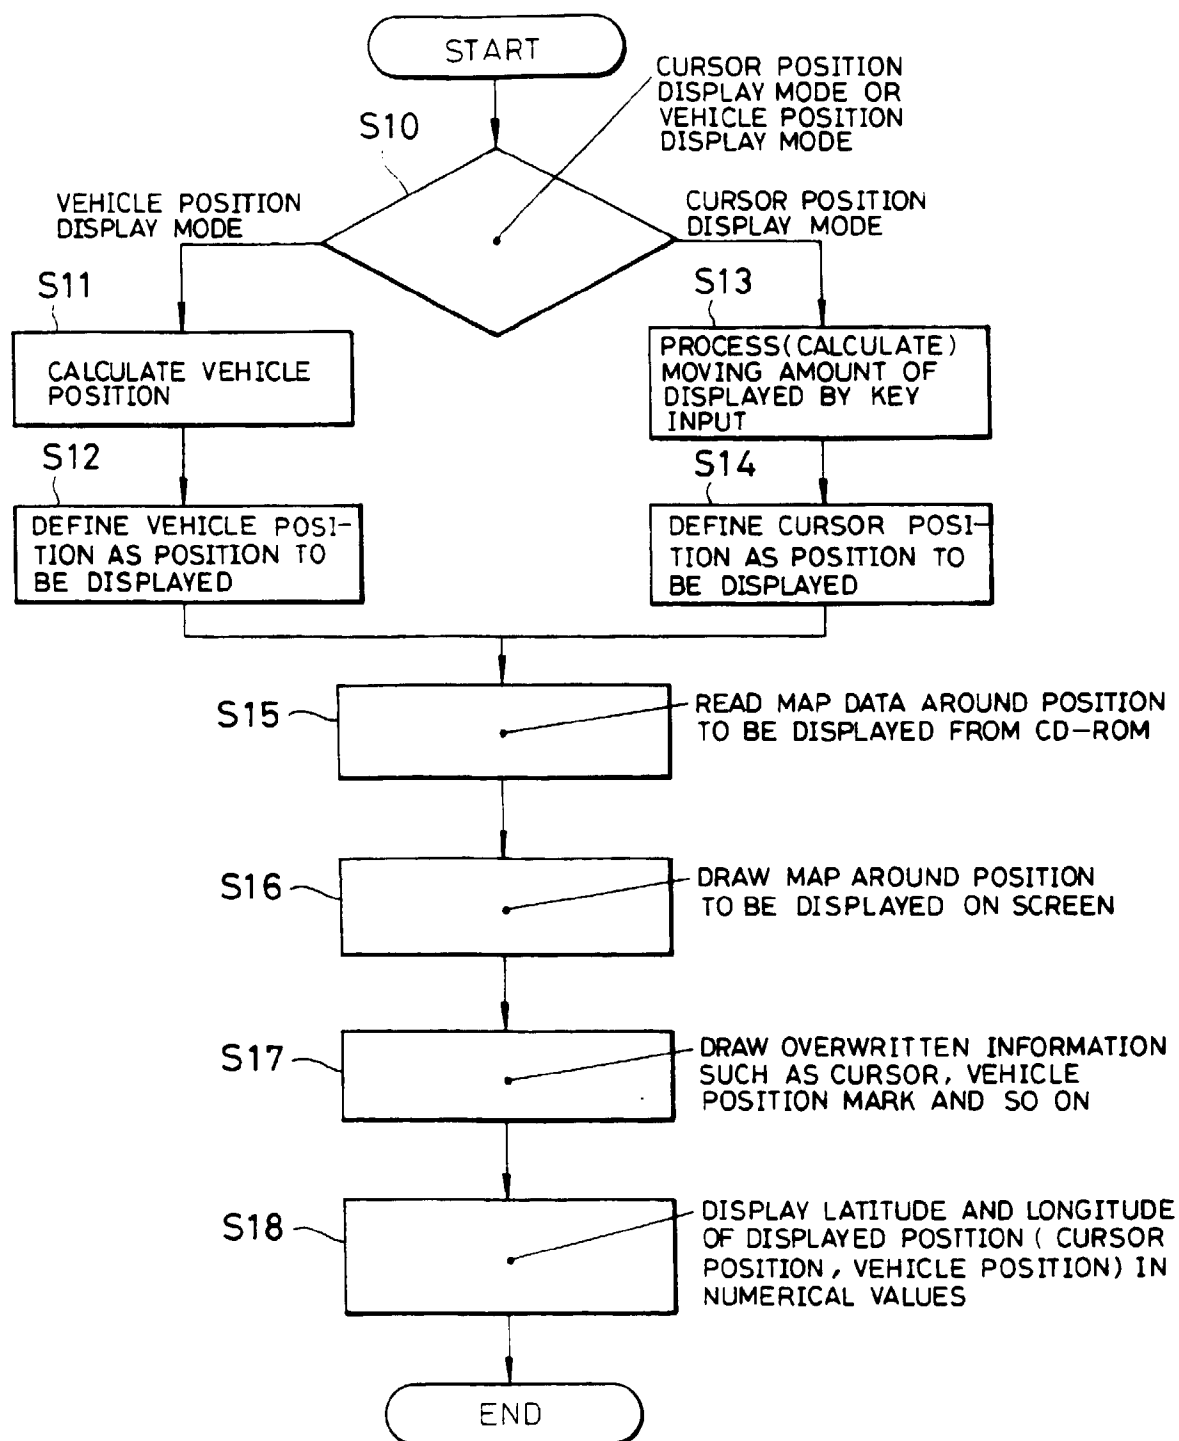 START
CURSOR POSITION
DISPLAY MODE OR
VEHICLE POSITION
DISPLAY MODE
S10
VEHICLE POSITION
DISPLAY MODE
CURSOR POSITION
DISPLAY MODE
S11
CALCULATE VEHICLE
POSITION
S13
PROCESS(CALCULATE)
MOVING AMOUNT OF
DISPLAYED BY KEY
INPUT
S12
DEFINE VEHICLE POSI-
TION AS POSITION TO
BE DISPLAYED
S14
DEFINE CURSOR POSI-
TION AS POSITION TO
BE DISPLAYED
S15
READ MAP DATA AROUND POSITION
TO BE DISPLAYED FROM CD-ROM
S16
DRAW MAP AROUND POSITION
TO BE DISPLAYED ON SCREEN
S17
DRAW OVERWRITTEN INFORMATION
SUCH AS CURSOR, VEHICLE
POSITION MARK AND SO ON
S18
DISPLAY LATITUDE AND LONGITUDE
OF DISPLAYED POSITION ( CURSOR
POSITION , VEHICLE POSITION) IN
NUMERICAL VALUES
END